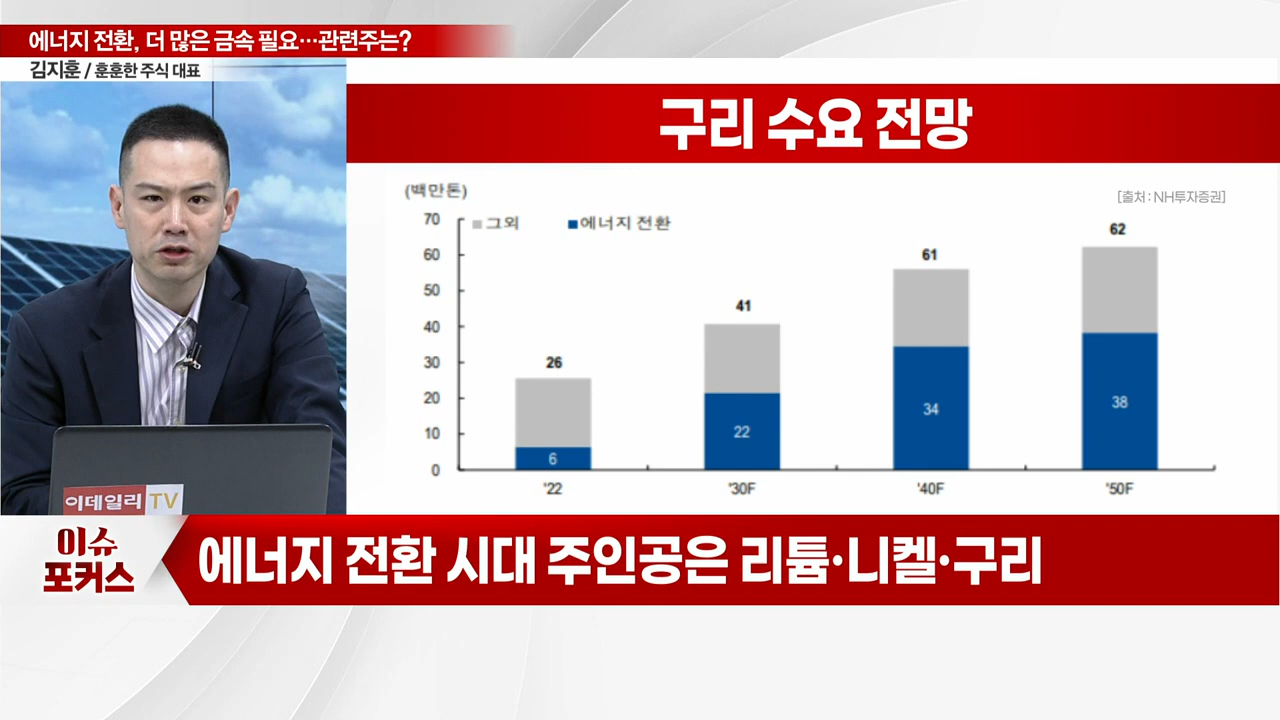 에너지 전환, 더 많은 금속 필요…관련주는?
김지훈 / 훈훈한 주식 대표
구리 수요 전망
(백만톤)
[출처 : NH투자증권]
그외
에너지 전환
70
60
50
40
30
20
10
0
26
6
41
22
61
34
62
38
'22
'30F
'40F
'50F
이데일리 TV
이슈
포커스
에너지 전환 시대 주인공은 리튬·니켈·구리